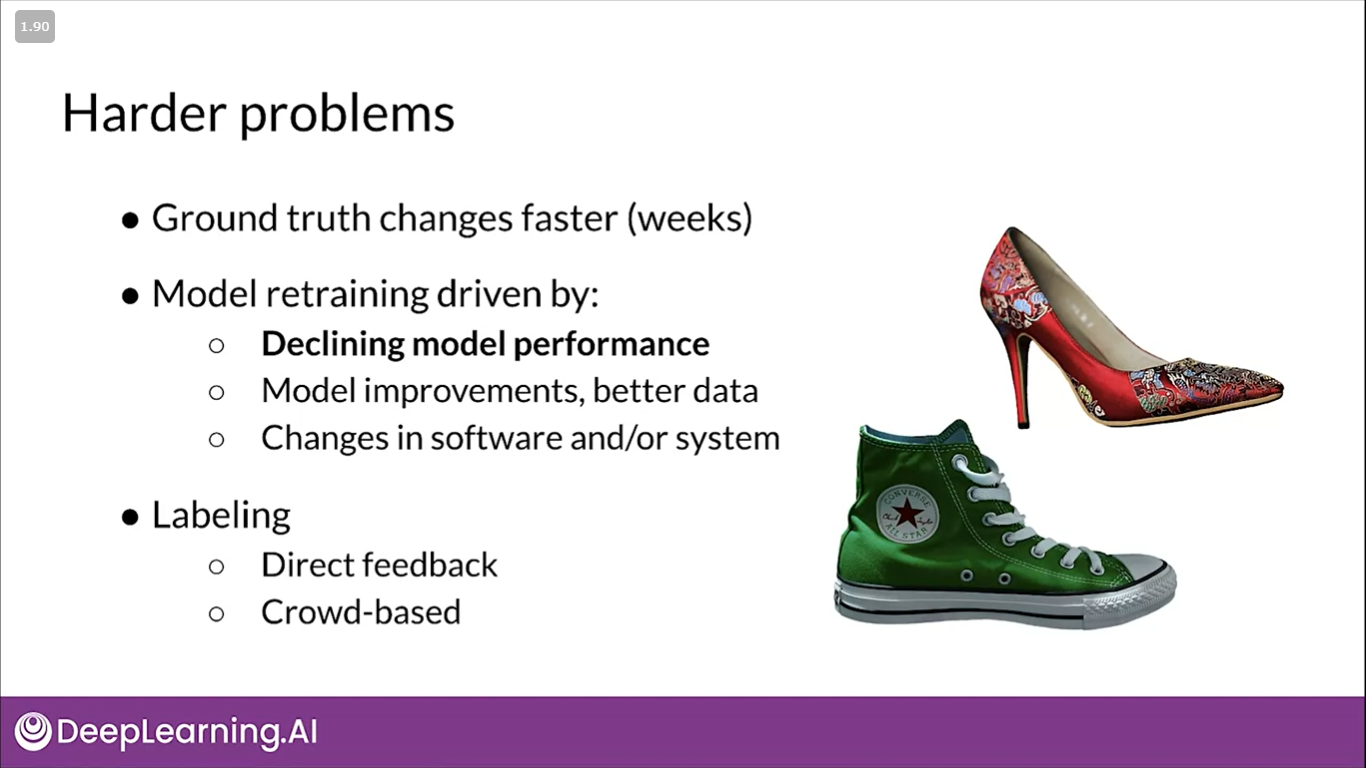 1.90
Harder problems
● Ground truth changes faster (weeks)
● Model retraining driven by:
○ Declining model performance
○ Model improvements, better data
○ Changes in software and/or system
● Labeling
○ Direct feedback
○ Crowd-based
CONVERSE
ALL STAR
DeepLearning.AI